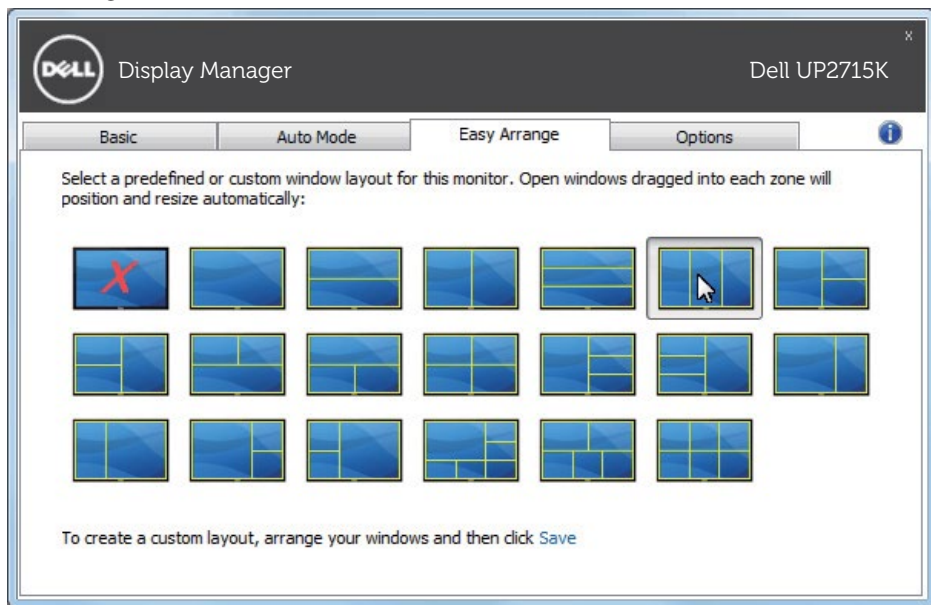 DELL
Display Manager
Dell UP2715K
x
Basic
Auto Mode
Easy Arrange
Options
i
Select a predefined or custom window layout for this monitor. Open windows dragged into each zone will
position and resize automatically:
X
To create a custom layout, arrange your windows and then click Save